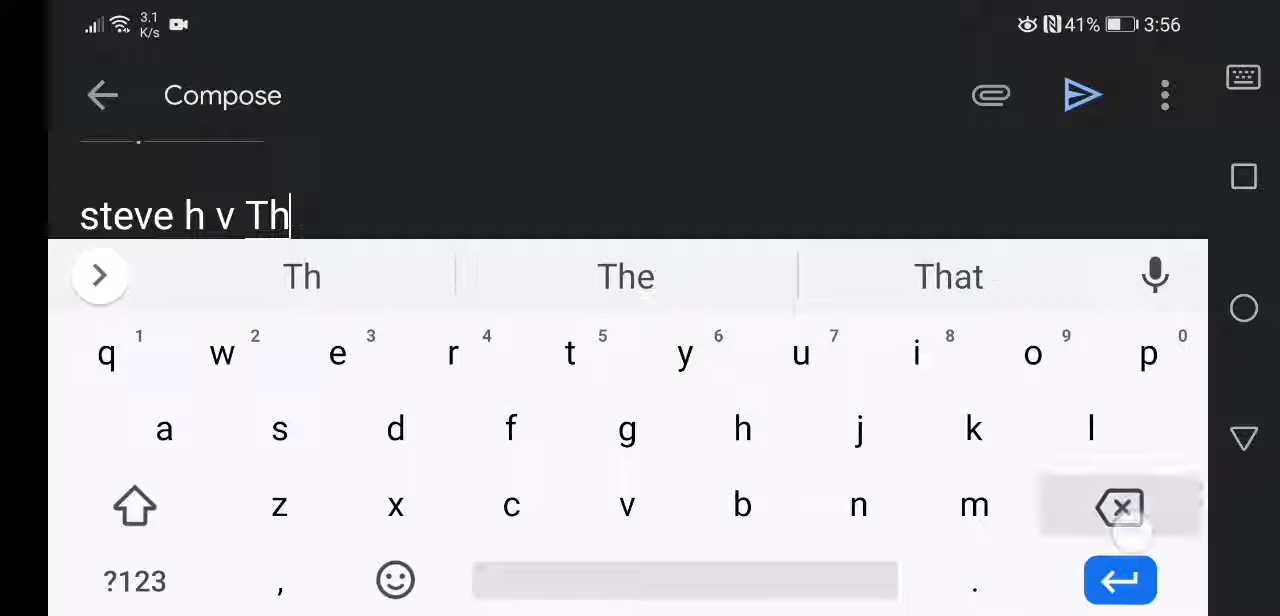 3.1
K/s
41% 3:56
Compose
steve h v Th
Th The That
q 1 w 2 e 3 r 4 t 5 y 6 u 7 i 8 o 9 p 0
a s d f g h j k l
z x c v b n m
?123 , .